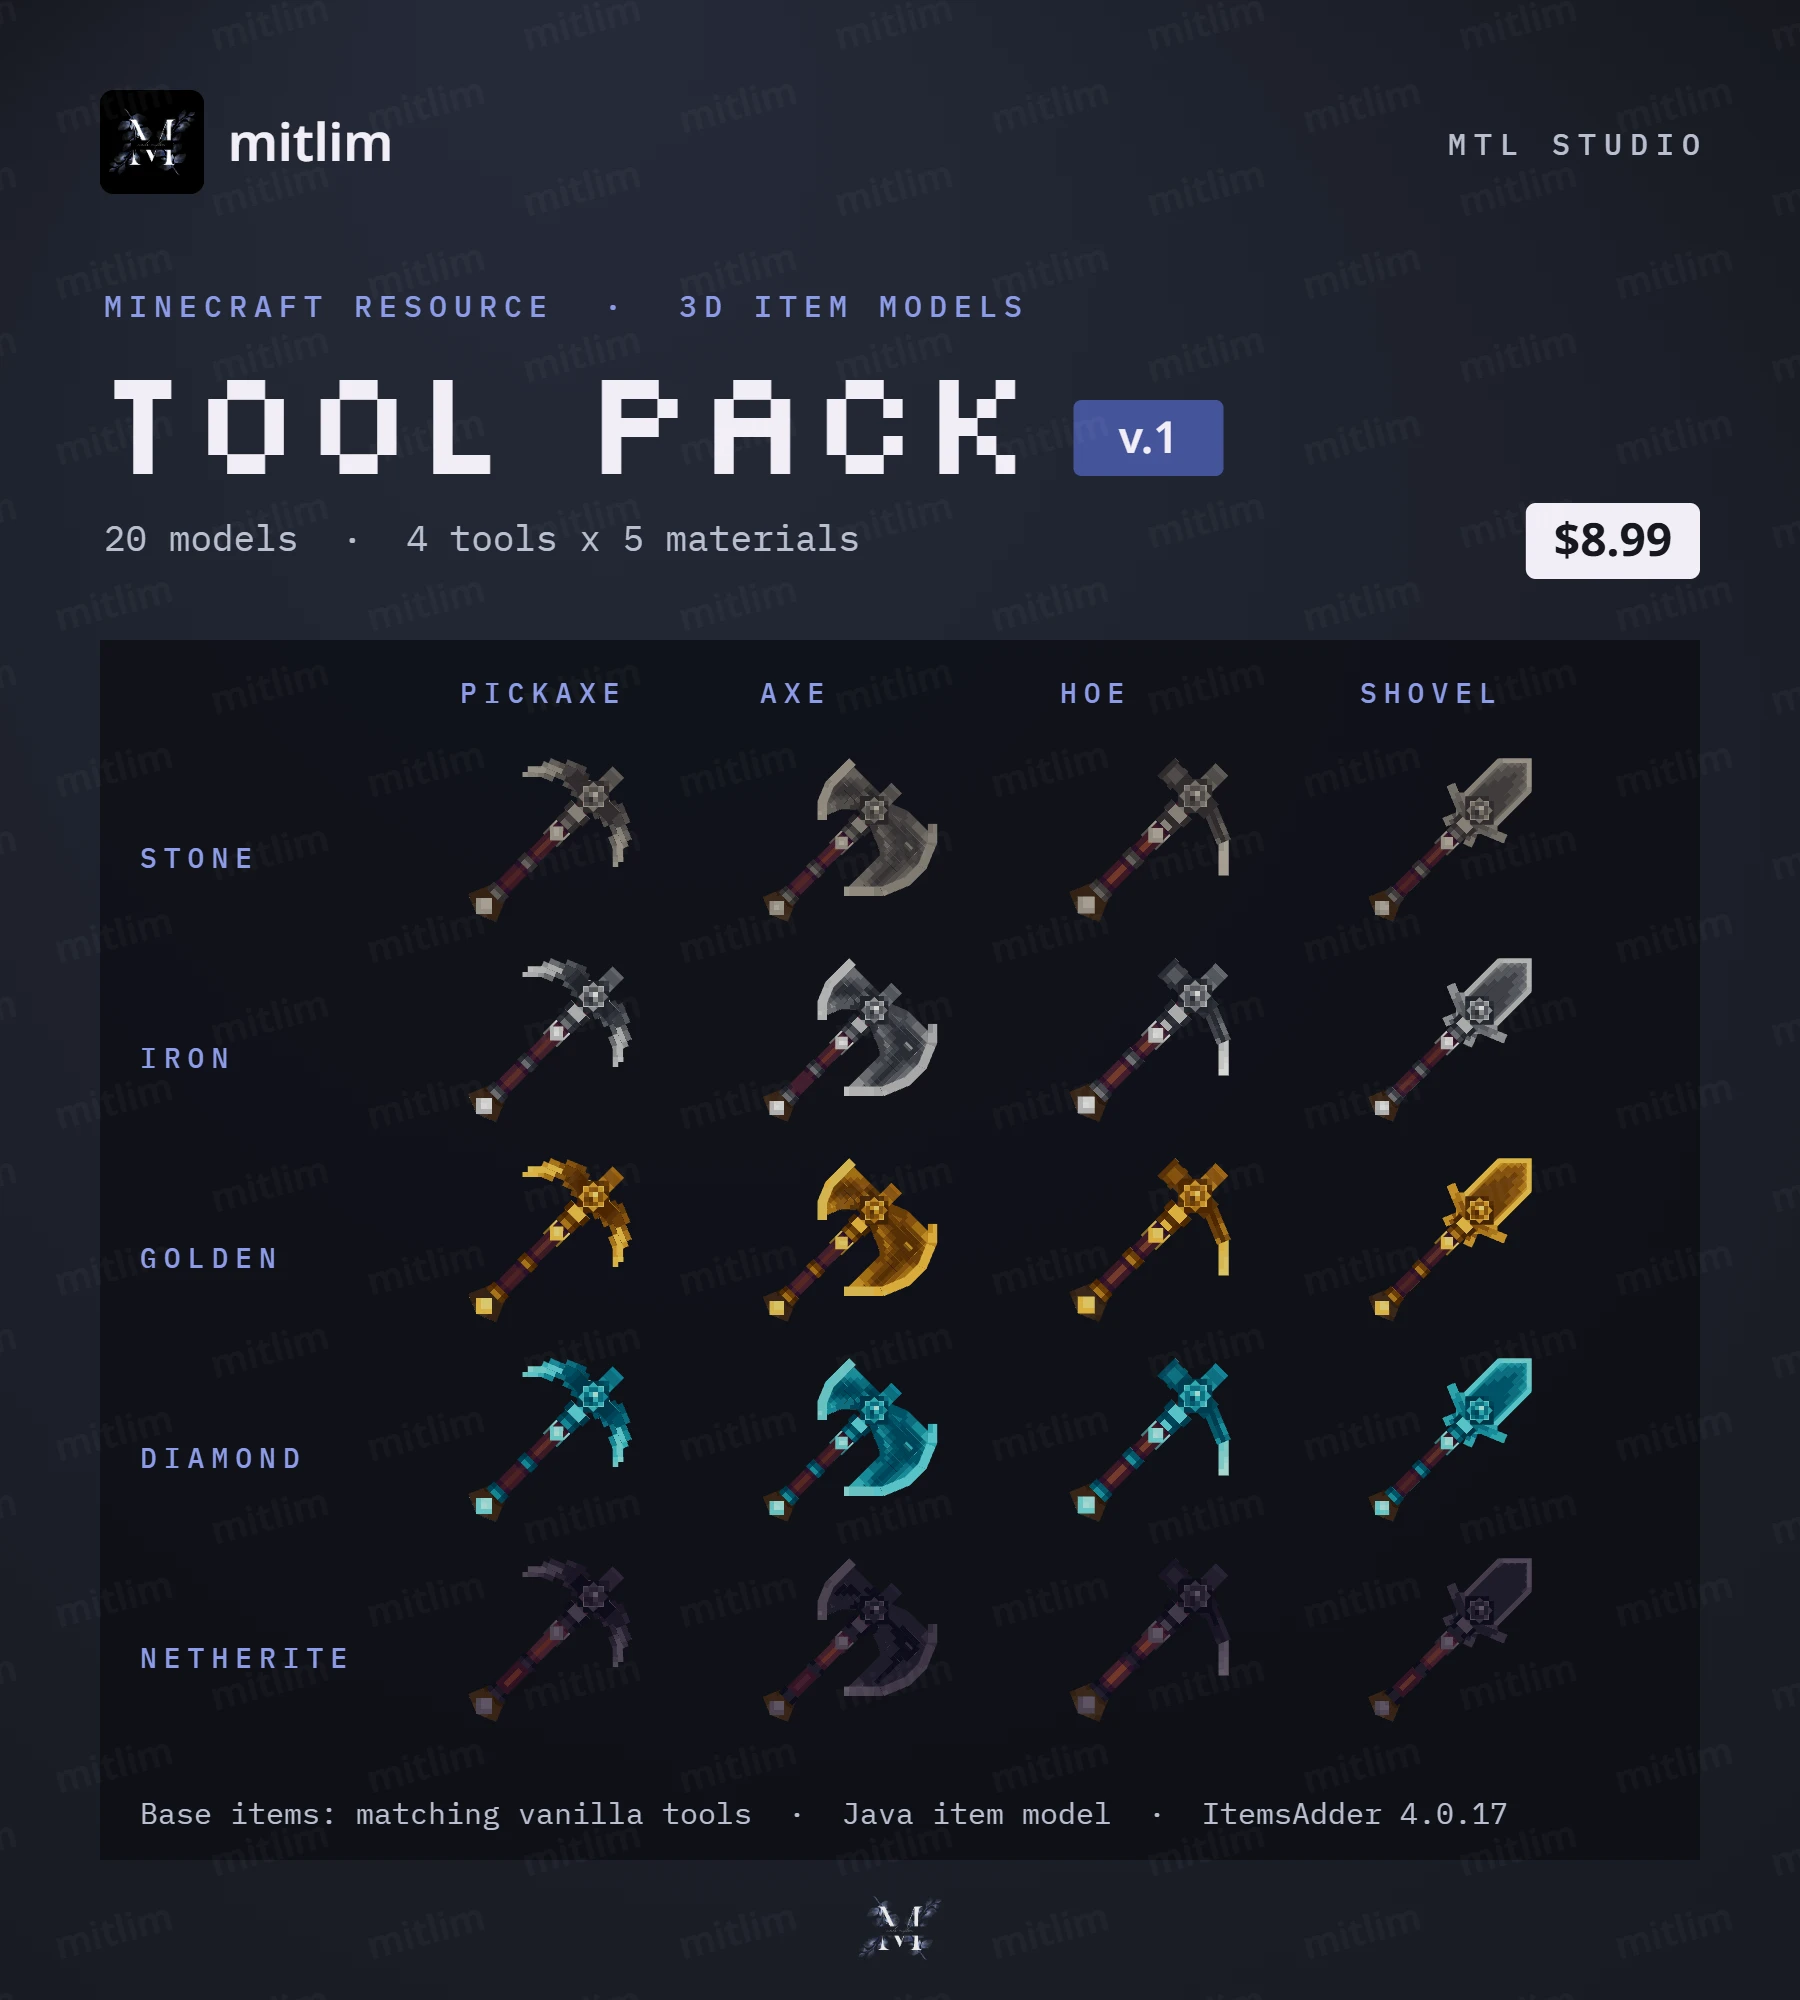 mitlim
MTL STUDIO
MINECRAFT RESOURCE · 3D ITEM MODELS
TOOL PACK v.1
20 models · 4 tools x 5 materials
$8.99
PICKAXE AXE HOE SHOVEL
STONE
IRON
GOLDEN
DIAMOND
NETHERITE
Base items: matching vanilla tools · Java item model · ItemsAdder 4.0.17
M